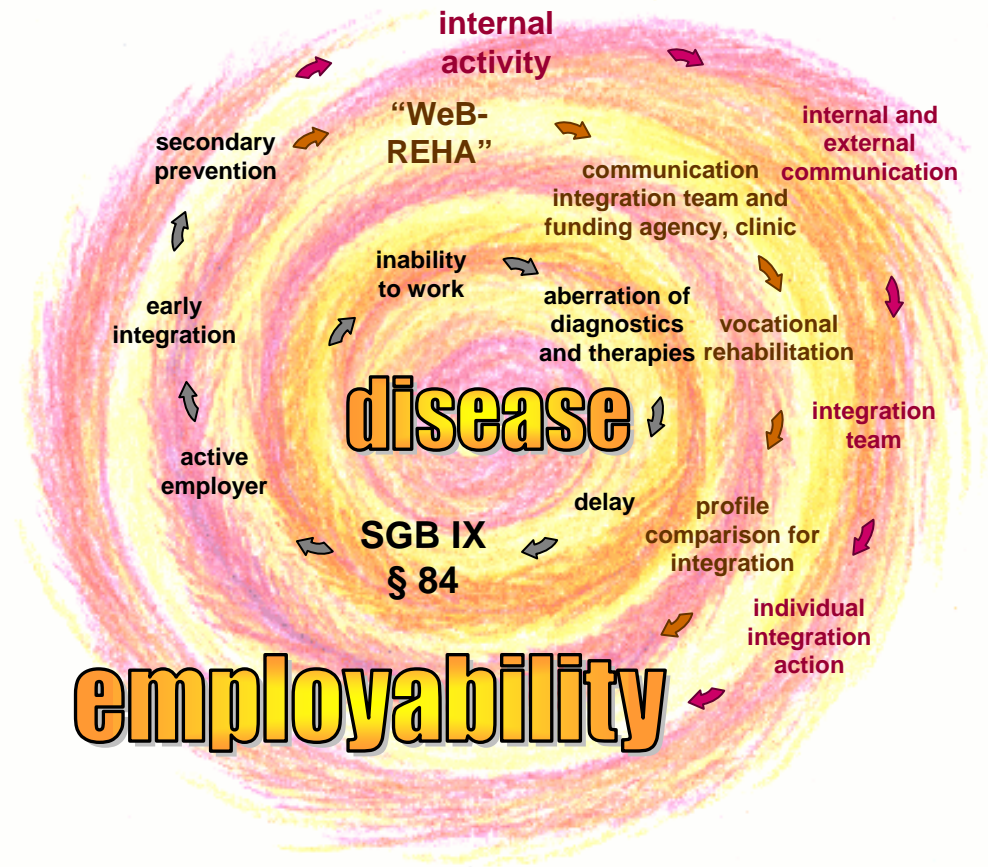 internal
activity
“WeB-
REHA”
internal and
external
communication
secondary
prevention
communication
integration team and
funding agency, clinic
inability
to work
aberration of
diagnostics
and therapies
vocational
rehabilitation
early
integration
disease
integration
team
active
employer
delay
profile
comparison for
integration
SGB IX
§ 84
individual
integration
action
employability